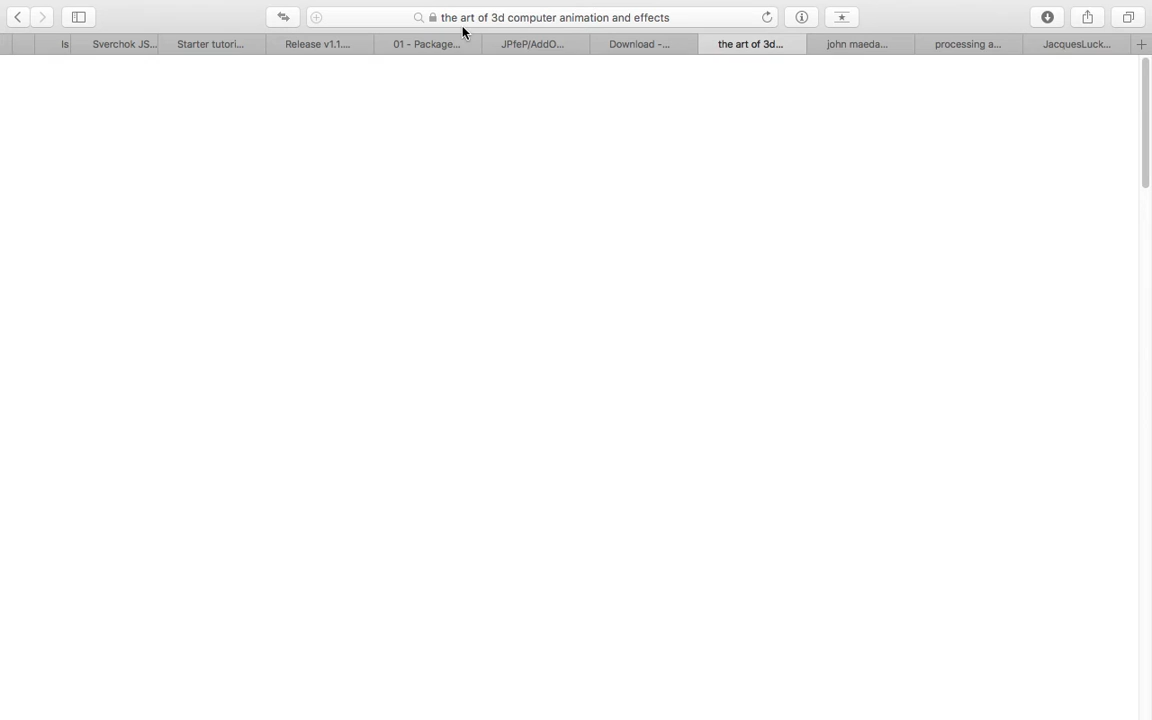 the art of 3d computer animation and effects
ls
Sverchok JS...
Starter tutori...
Release v1.1....
01 - Package...
JPfeP/AddO...
Download -...
the art of 3d...
john maeda...
processing a...
JacquesLuck...